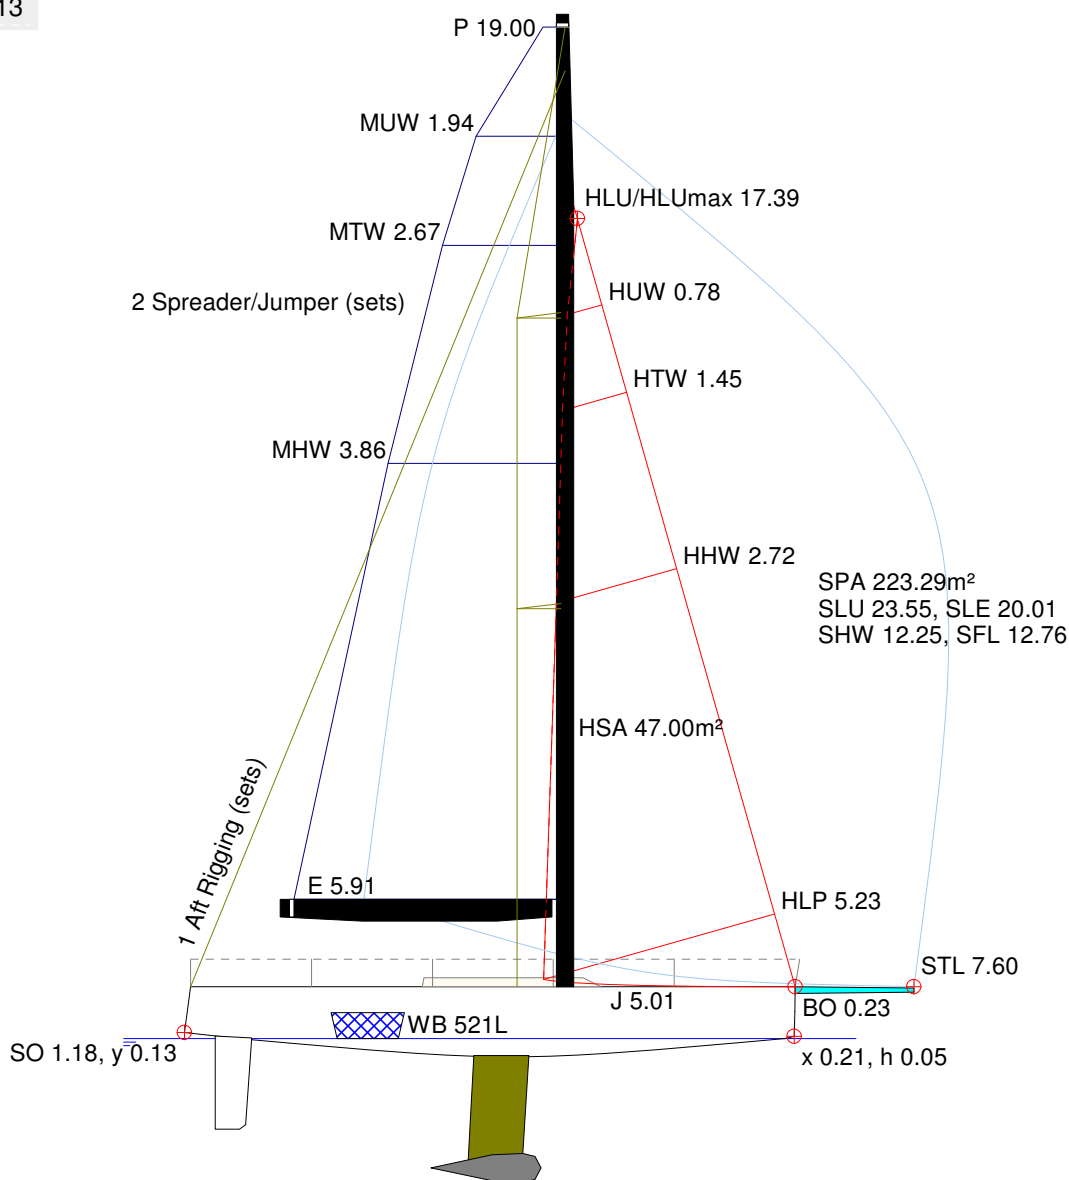 13
P 19.00
MUW 1.94
HLU/HLUmax 17.39
MTW 2.67
HUW 0.78
2 Spreader/Jumper (sets)
HTW 1.45
MHW 3.86
HHW 2.72
SPA 223.29m²
SLU 23.55, SLE 20.01
SHW 12.25, SFL 12.76
HSA 47.00m²
1 Aft Rigging (sets)
E 5.91
HLP 5.23
STL 7.60
J 5.01
BO 0.23
WB 521L
SO 1.18, y 0.13
x 0.21, h 0.05